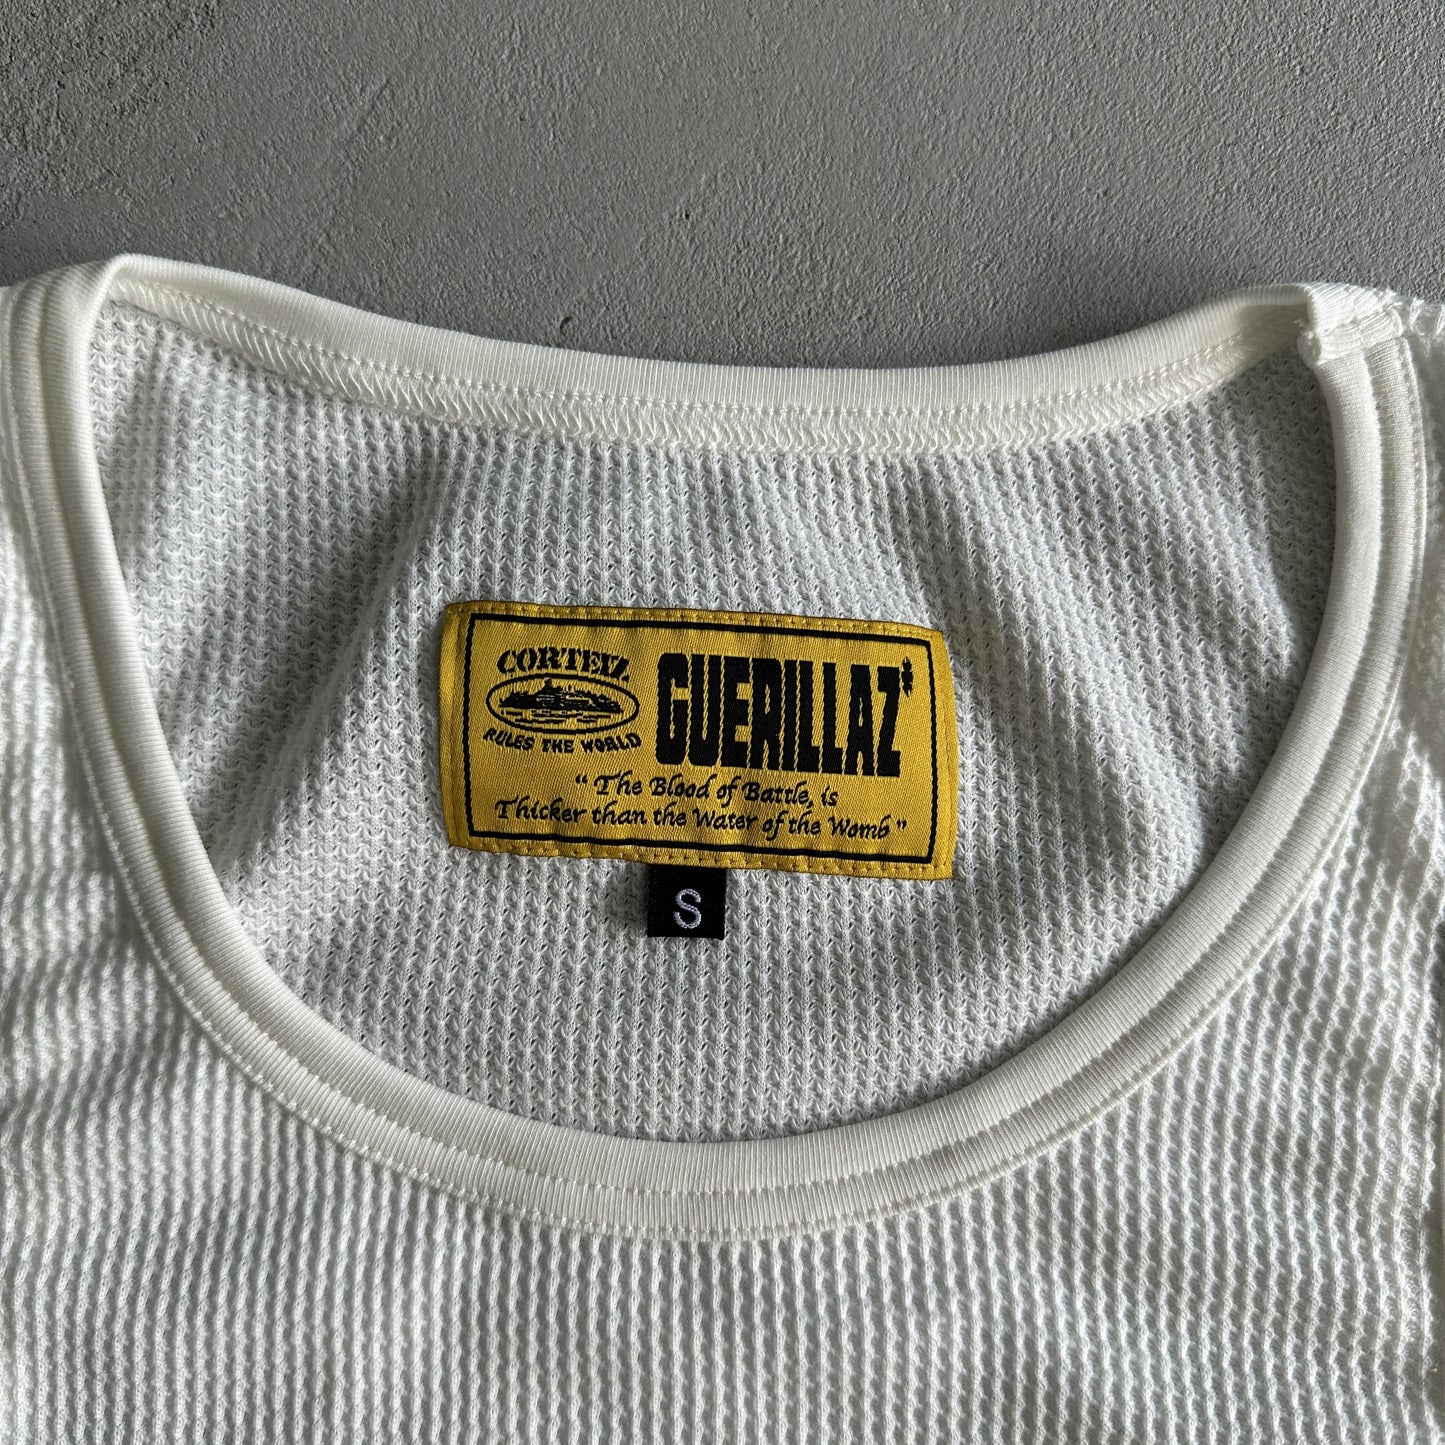 CORTEIZ
RULES THE WORLD
GUERILLAZ*
“The Blood of Battle, is
Thicker than the Water of the Womb”
S